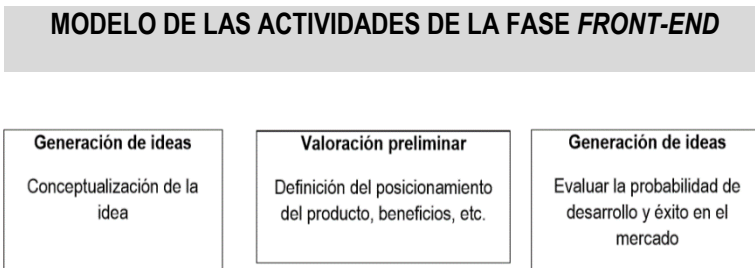 MODELO DE LAS ACTIVIDADES DE LA FASE FRONT-END
Generación de ideas
Conceptualización de la
idea
Valoración preliminar
Definición del posicionamiento
del producto, beneficios, etc.
Generación de ideas
Evaluar la probabilidad de
desarrollo y éxito en el
mercado